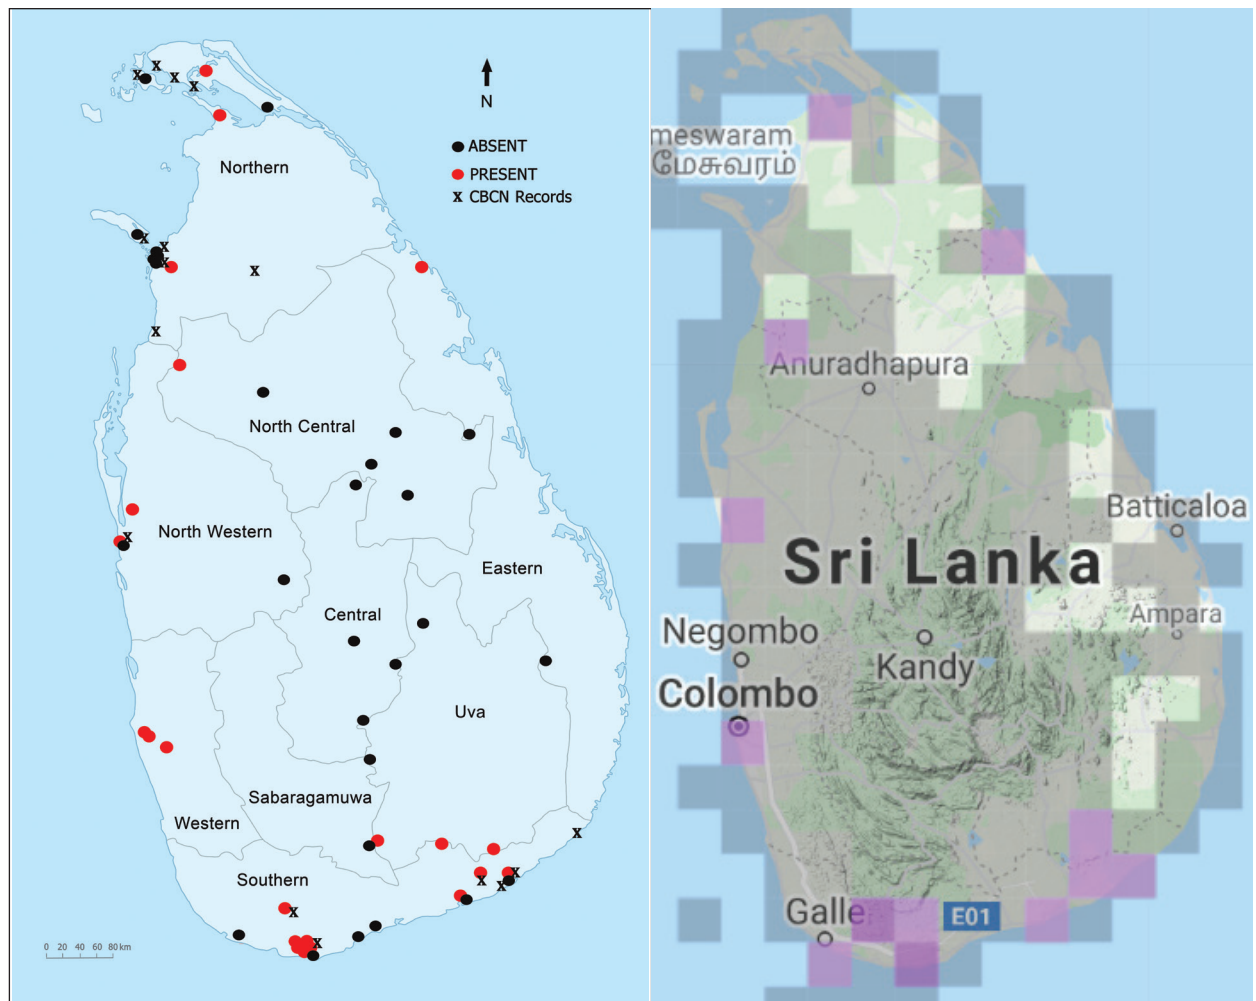 N
ABSENT
PRESENT
x CBCN Records
Northern
North Central
North Western
Eastern
Central
Uva
Sabaragamuwa
Western
Southern
0 20 40 60 80 km
meswaram
மேசுவரம்
Anuradhapura
Batticaloa
Sri Lanka
Ampara
Negombo
Kandy
Colombo
Galle
E01